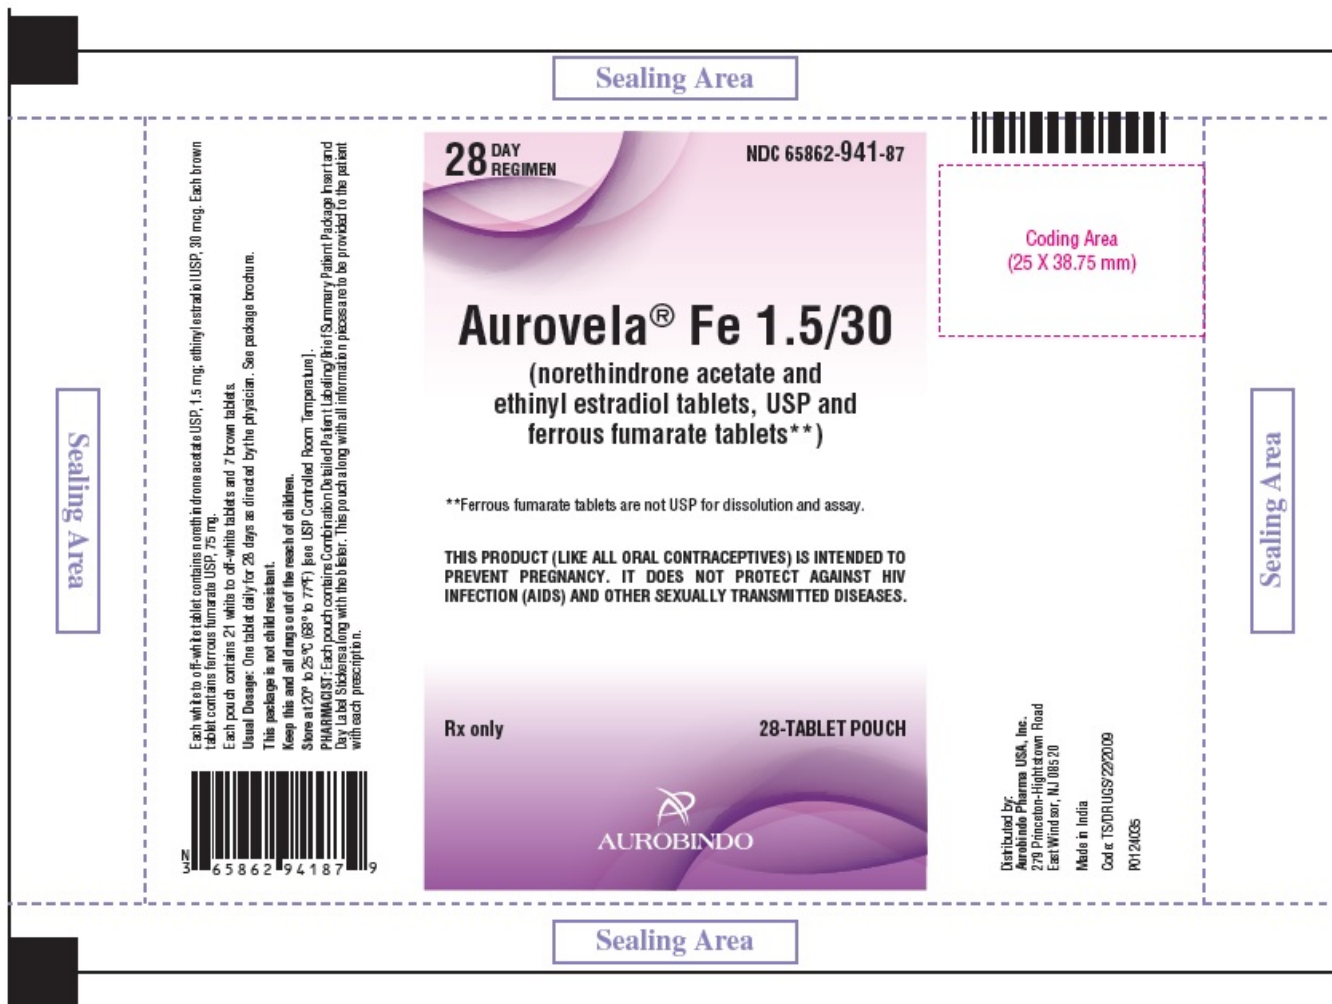 Sealing Area
Sealing Area
Each white to off-white tablet contains norethindrone acetate USP, 1.5 mg; ethinyl estradiol USP, 30 mcg. Each brown
tablet contains ferrous fumarate USP, 75 mg.
Each pouch contains 21 white to off-white tablets and 7 brown tablets.
Usual Dosage: One tablet daily for 28 days as directed by the physician. See package brochure.
This package is not child resistant.
Keep this and all drugs out of the reach of children.
Store at 20° to 25°C (68° to 77°F) [see USP Controlled Room Temperature].
PHARMACIST: Each pouch contains Combination Detailed Patient Labeling/Brief Summary Patient Package Insert and
Day Label Stickers along with the blister. This pouch along with all information pieces are to be provided to the patient
with each prescription.
N
3 65862 94187 9
28 DAY
REGIMEN
NDC 65862-941-87
Aurovela® Fe 1.5/30
(norethindrone acetate and
ethinyl estradiol tablets, USP and
ferrous fumarate tablets**)
**Ferrous fumarate tablets are not USP for dissolution and assay.
THIS PRODUCT (LIKE ALL ORAL CONTRACEPTIVES) IS INTENDED TO
PREVENT PREGNANCY. IT DOES NOT PROTECT AGAINST HIV
INFECTION (AIDS) AND OTHER SEXUALLY TRANSMITTED DISEASES.
Rx only
28-TABLET POUCH
AUROBINDO
Coding Area
(25 X 38.75 mm)
Distributed by:
Aurobindo Pharma USA, Inc.
279 Princeton-Hightstown Road
East Windsor, NJ 08520
Made in India
Code: TS/DRUGS/22/2009
P0124035
Sealing Area
Sealing Area